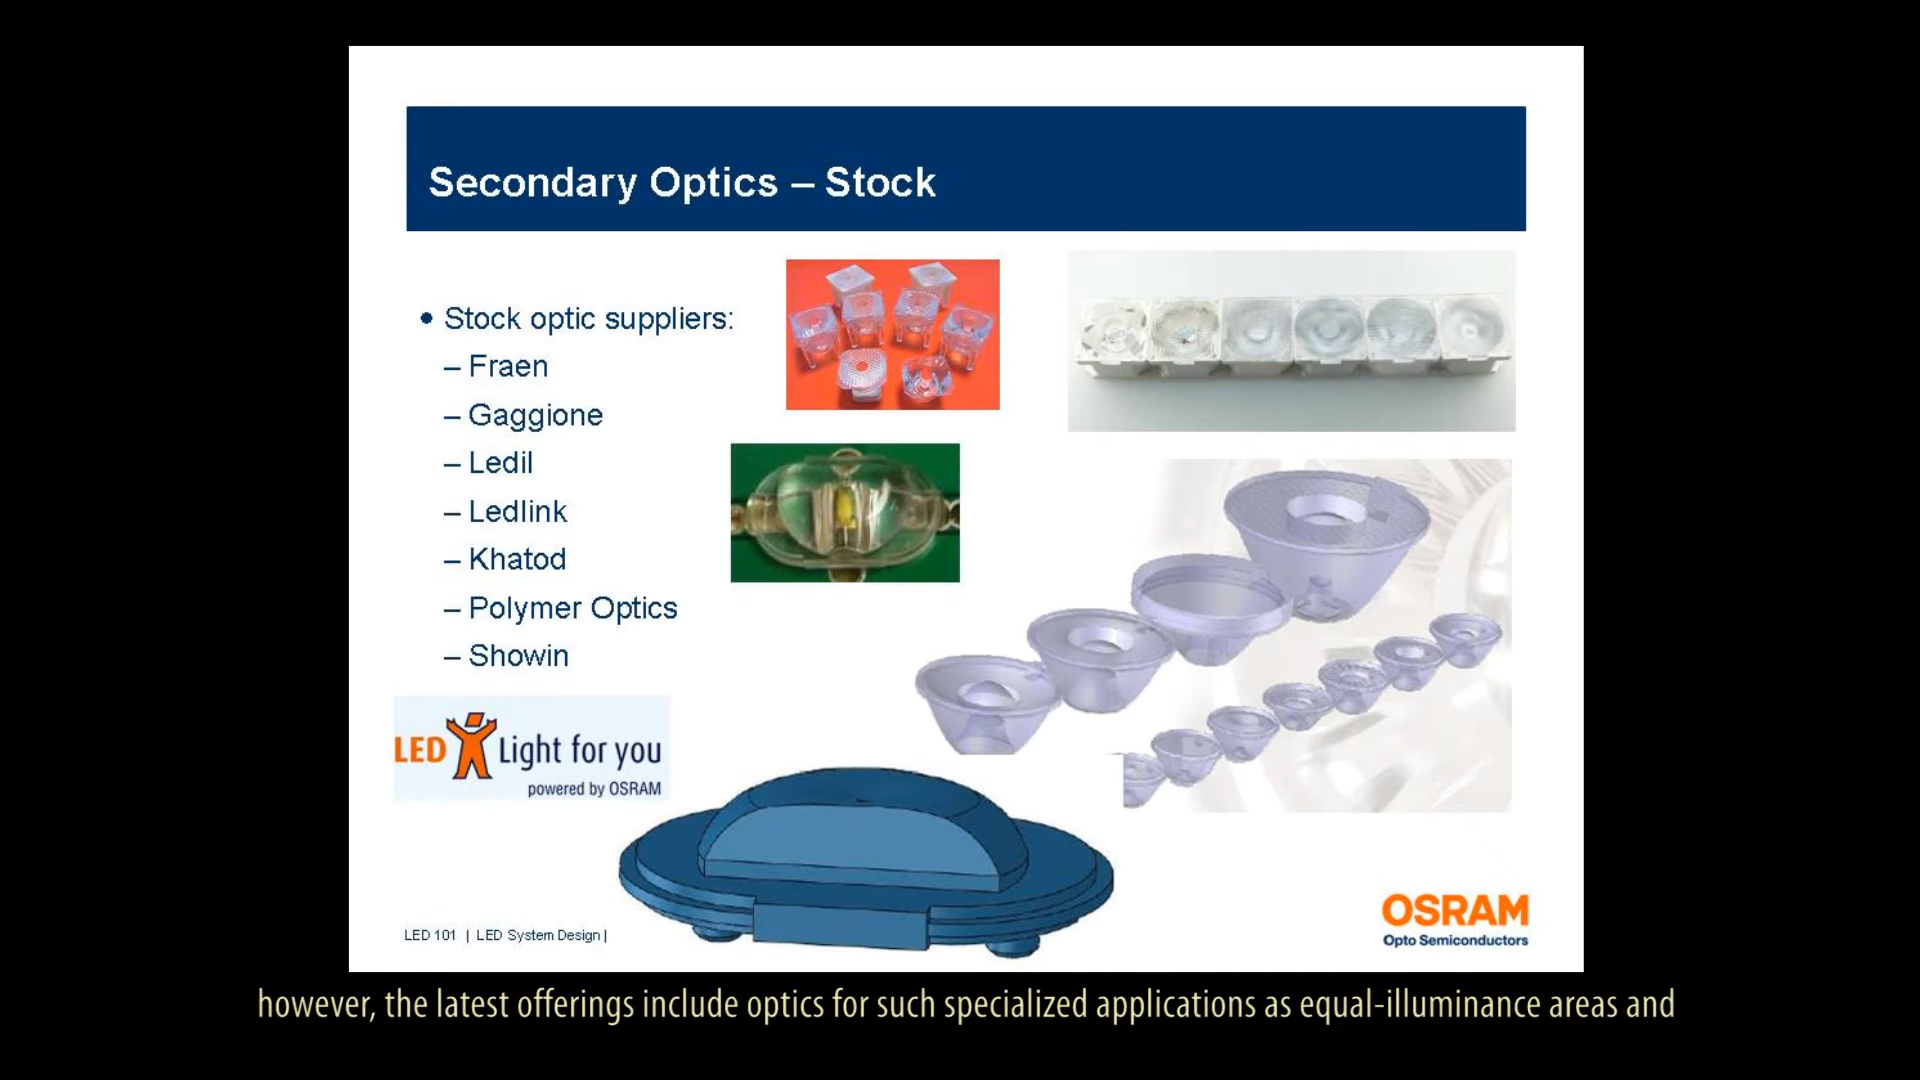 Secondary Optics – Stock
• Stock optic suppliers:
– Fraen
– Gaggione
– Ledil
– Ledlink
– Khatod
– Polymer Optics
– Showin
LED Light for you
powered by OSRAM
LED 101 | LED System Design |
OSRAM
Opto Semiconductors
however, the latest offerings include optics for such specialized applications as equal-illuminance areas and